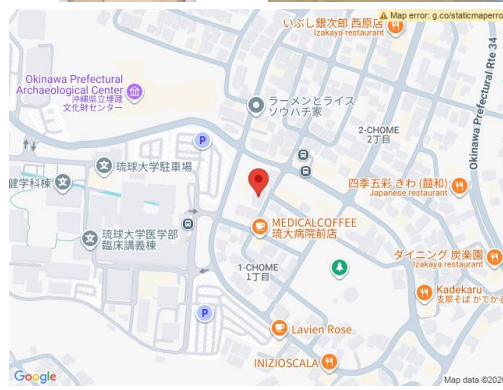 Map error: g.co/staticmaperro
いぶし銀次郎 西原店
Izakaya restaurant
Okinawa Prefectural
Archaeological Center
沖縄県立埋蔵
文化財センター
ラーメンとライス
ソウハチ家
Okinawa Prefectural/Rte 34
2-CHOME
2丁目
P
琉球大学駐車場
健学科棟
四季五彩 きわ (囍和)
Japanese restaurant
琉球大学医学部
臨床講義棟
MEDICALCOFFEE
琉大病院前店
ダイニング 炭楽園
Izakaya restaurant
1-CHOME
1丁目
Kadekaru
支那そば かでかる
P
Lavien Rose
INIZIOSCALA
Google
Map data ©2026